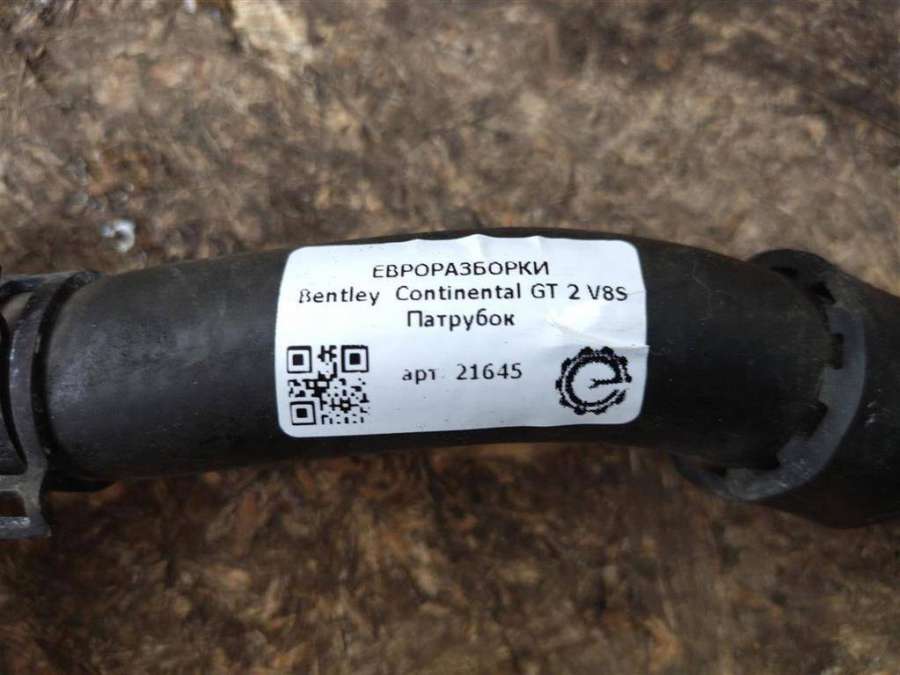 ЕВРОРАЗБОРКИ
Bentley Continental GT 2 V8S
Патрубок
арт. 21645